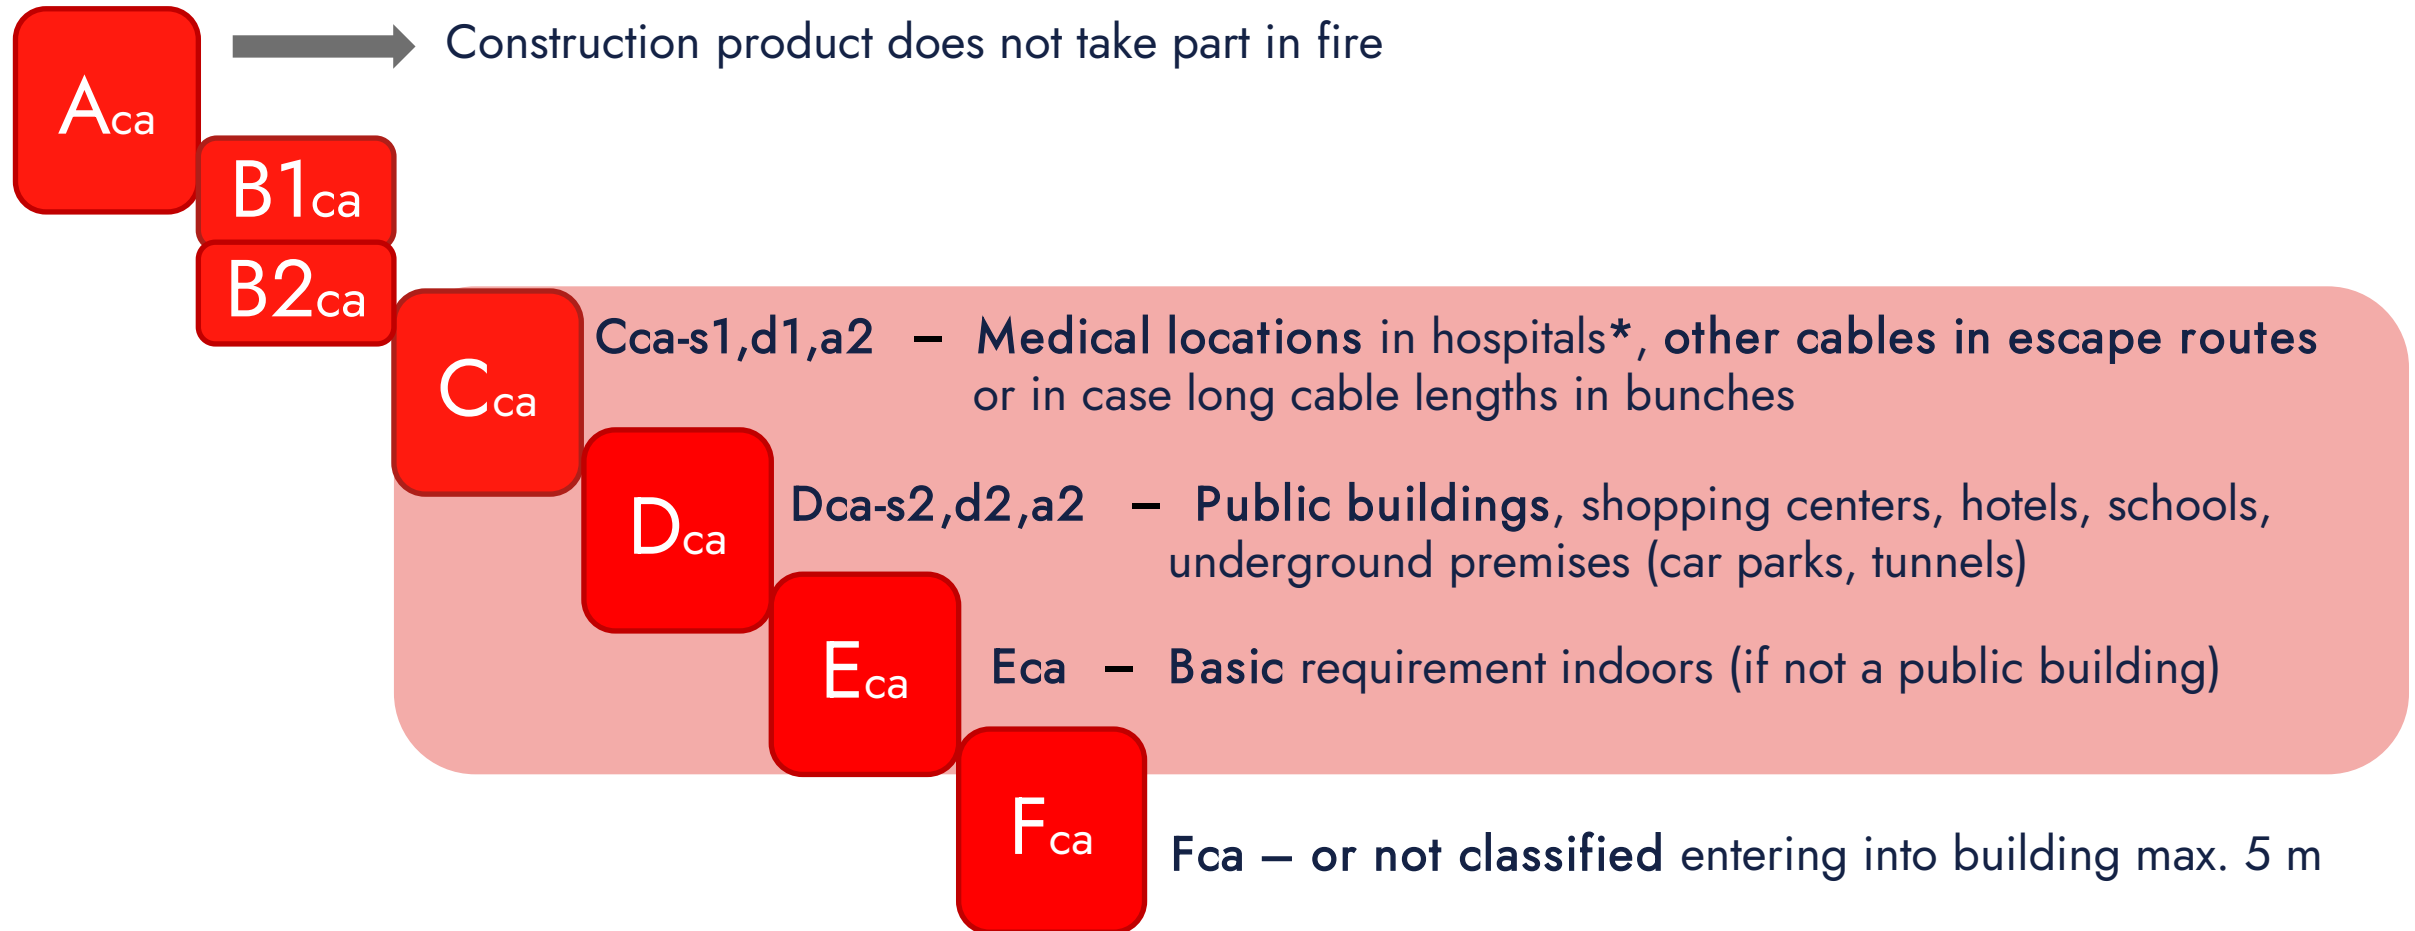 Aca
Construction product does not take part in fire
B1ca
B2ca
Cca
Cca-s1,d1,a2 – Medical locations in hospitals*, other cables in escape routes
or in case long cable lengths in bunches
Dca
Dca-s2,d2,a2 – Public buildings, shopping centers, hotels, schools,
underground premises (car parks, tunnels)
Eca
Eca – Basic requirement indoors (if not a public building)
Fca
Fca – or not classified entering into building max. 5 m